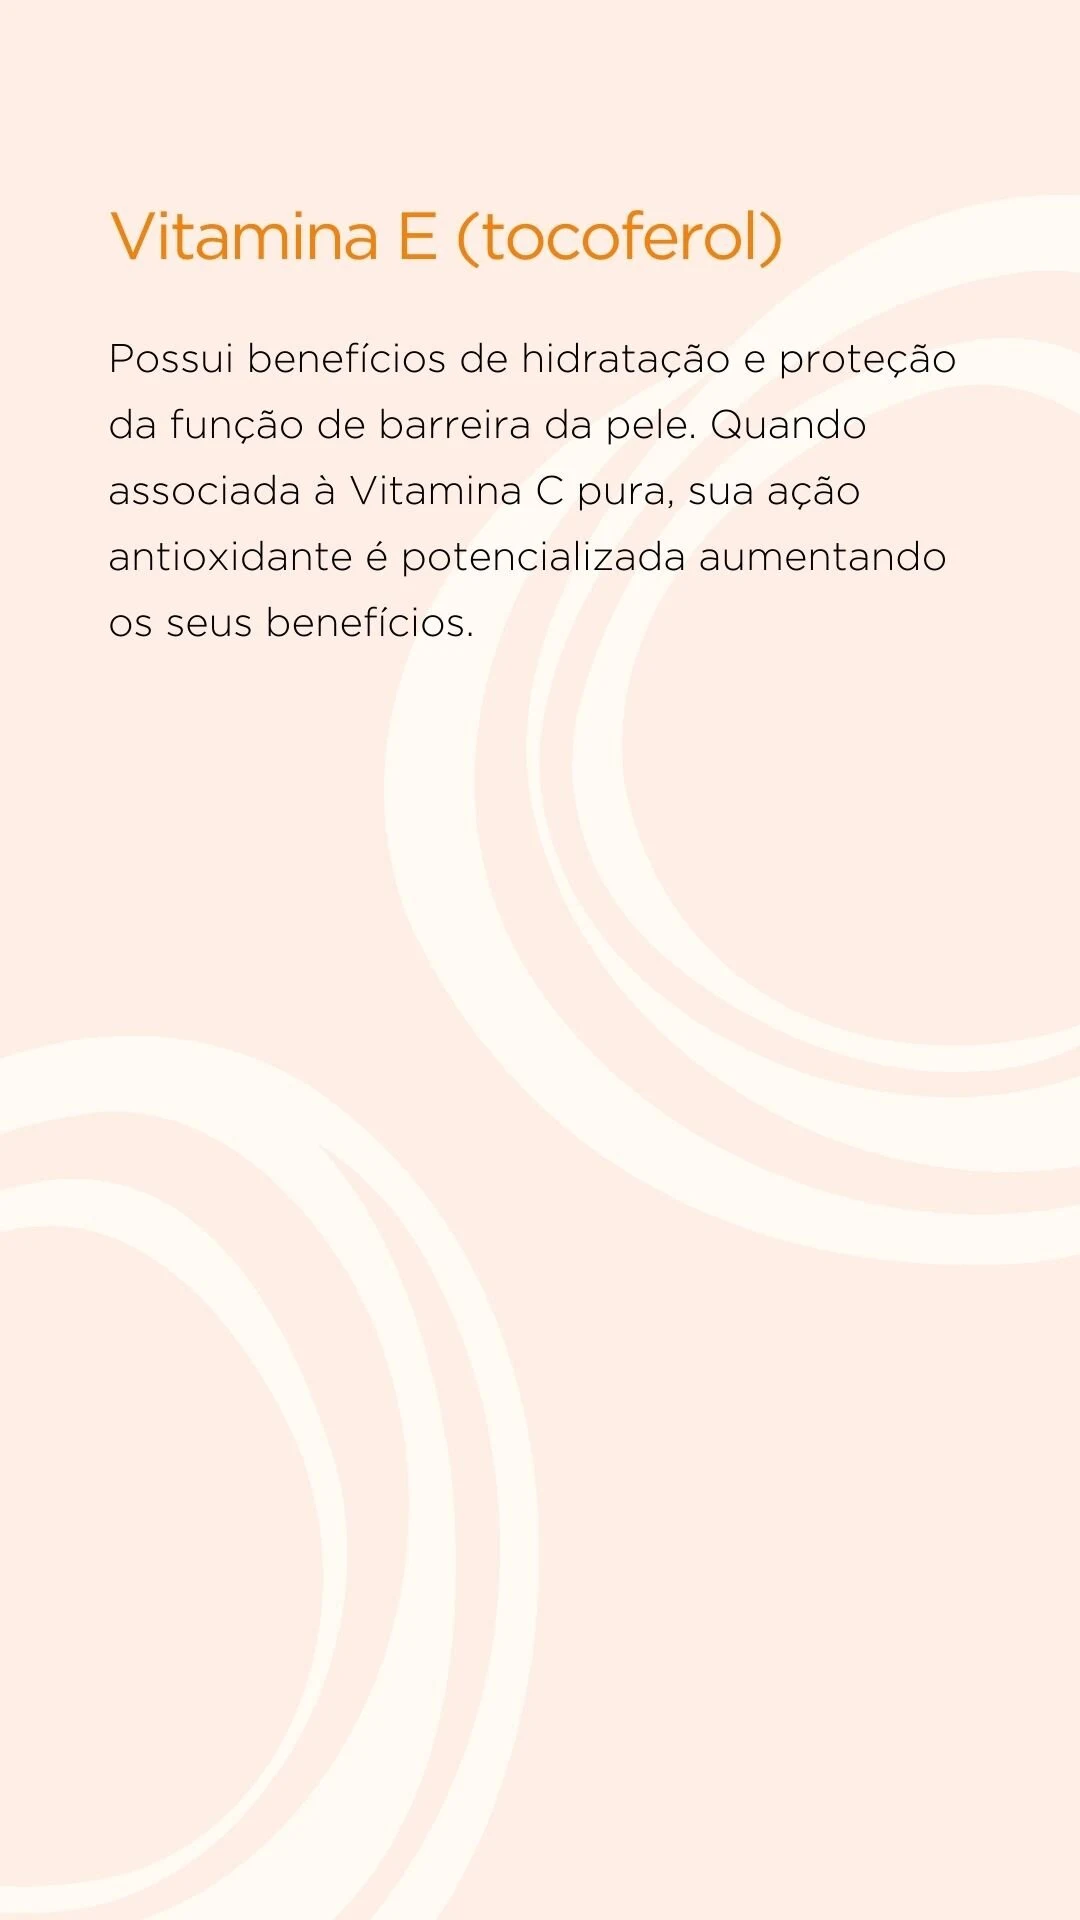 Vitamina E (tocoferol)
Possui benefícios de hidratação e proteção
da função de barreira da pele. Quando
associada à Vitamina C pura, sua ação
antioxidante é potencializada aumentando
os seus benefícios.